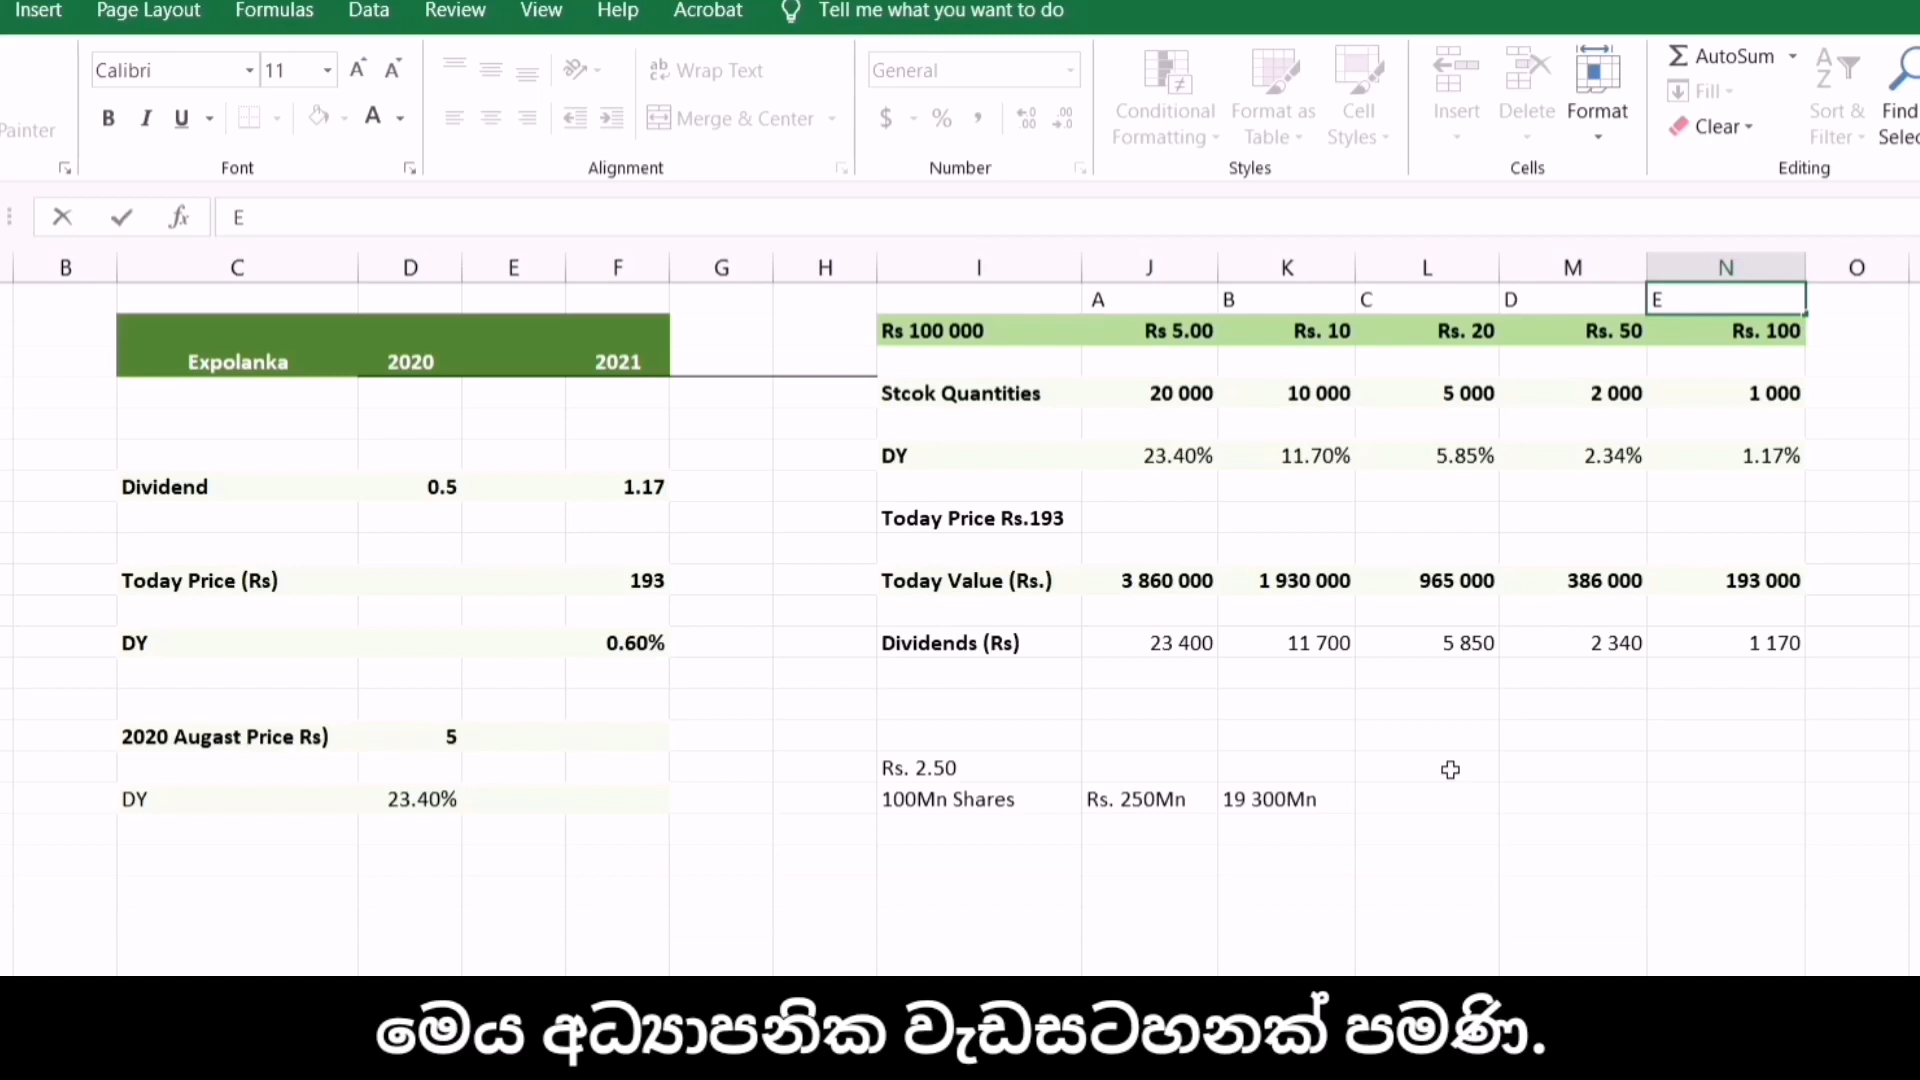 Insert Page Layout Formulas Data Review View Help Acrobat Tell me what you want to do
Calibri 11 A A ab Wrap Text General AutoSum
Painter B I U A Merge & Center $ % , .00 Conditional Formatting Format as Table Cell Styles Insert Delete Format Fill Clear Sort & Filter Find
Font Alignment Number Styles Cells Editing
fx E
B C D E F G H I J K L M N O
A B C D E
Rs 100 000 Rs 5.00 Rs. 10 Rs. 20 Rs. 50 Rs. 100
Expolanka 2020 2021
Stcok Quantities 20 000 10 000 5 000 2 000 1 000
DY 23.40% 11.70% 5.85% 2.34% 1.17%
Dividend 0.5 1.17
Today Price Rs.193
Today Price (Rs) 193 Today Value (Rs.) 3 860 000 1 930 000 965 000 386 000 193 000
DY 0.60% Dividends (Rs) 23 400 11 700 5 850 2 340 1 170
2020 Augast Price Rs) 5
Rs. 2.50
DY 23.40% 100Mn Shares Rs. 250Mn 19 300Mn
මෙය අධ්‍යාපනික වැඩසටහනක් පමණි.